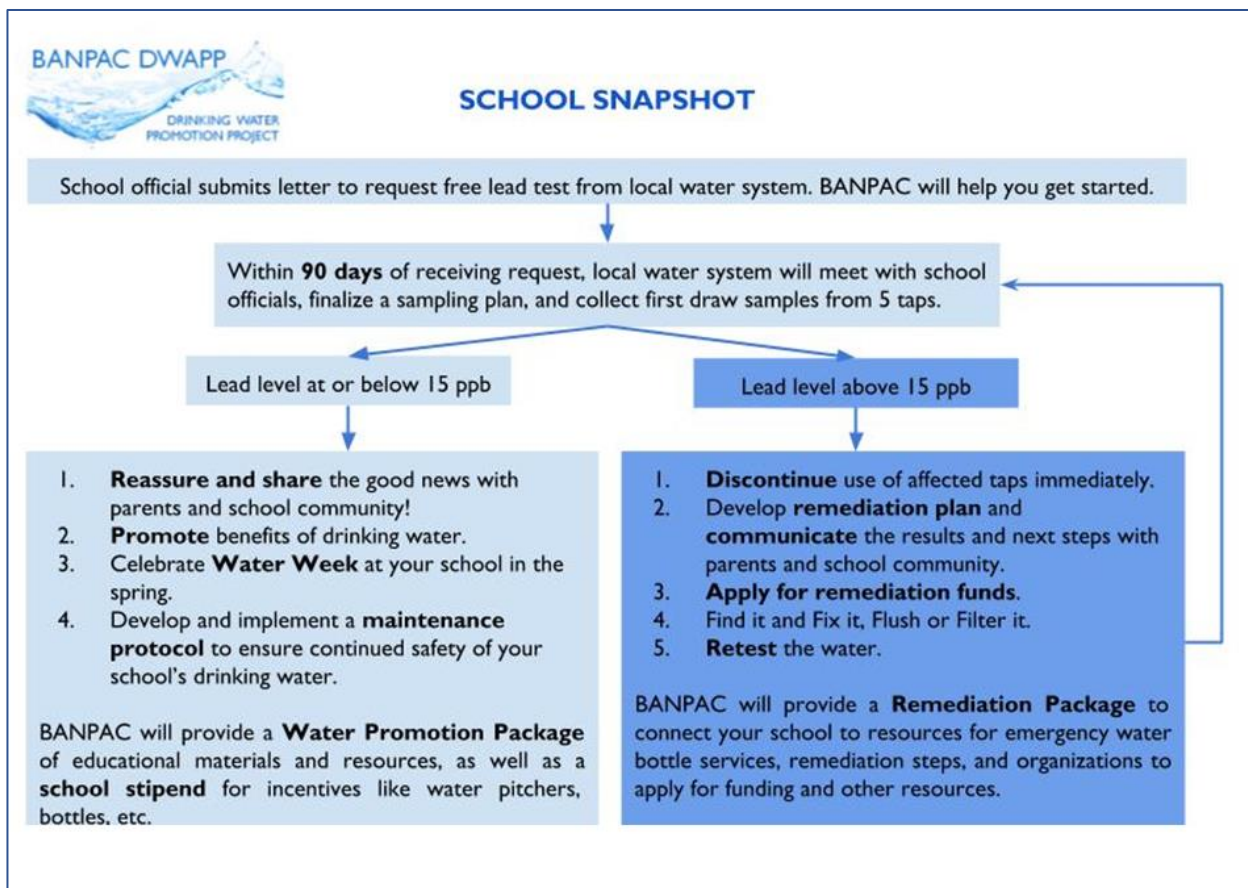 BANPAC DWAPP
DRINKING WATER
PROMOTION PROJECT
SCHOOL SNAPSHOT
School official submits letter to request free lead test from local water system. BANPAC will help you get started.
Within 90 days of receiving request, local water system will meet with school
officials, finalize a sampling plan, and collect first draw samples from 5 taps.
Lead level at or below 15 ppb
Lead level above 15 ppb
1. Reassure and share the good news with
parents and school community!
2. Promote benefits of drinking water.
3. Celebrate Water Week at your school in the
spring.
4. Develop and implement a maintenance
protocol to ensure continued safety of your
school's drinking water.
BANPAC will provide a Water Promotion Package
of educational materials and resources, as well as a
school stipend for incentives like water pitchers,
bottles, etc.
1. Discontinue use of affected taps immediately.
2. Develop remediation plan and
communicate the results and next steps with
parents and school community.
3. Apply for remediation funds.
4. Find it and Fix it, Flush or Filter it.
5. Retest the water.
BANPAC will provide a Remediation Package to
connect your school to resources for emergency water
bottle services, remediation steps, and organizations to
apply for funding and other resources.